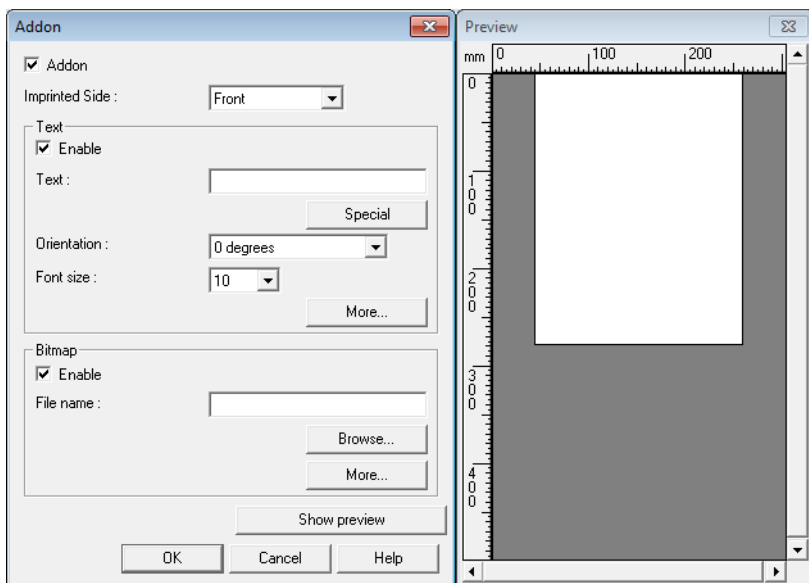 Addon
Addon
Imprinted Side :
Front
Text
Enable
Text :
Special
Orientation :
0 degrees
Font size :
10
More...
Bitmap
Enable
File name :
Browse...
More...
Show preview
OK
Cancel
Help
Preview
mm
0
100
200
0
100
200
300
400